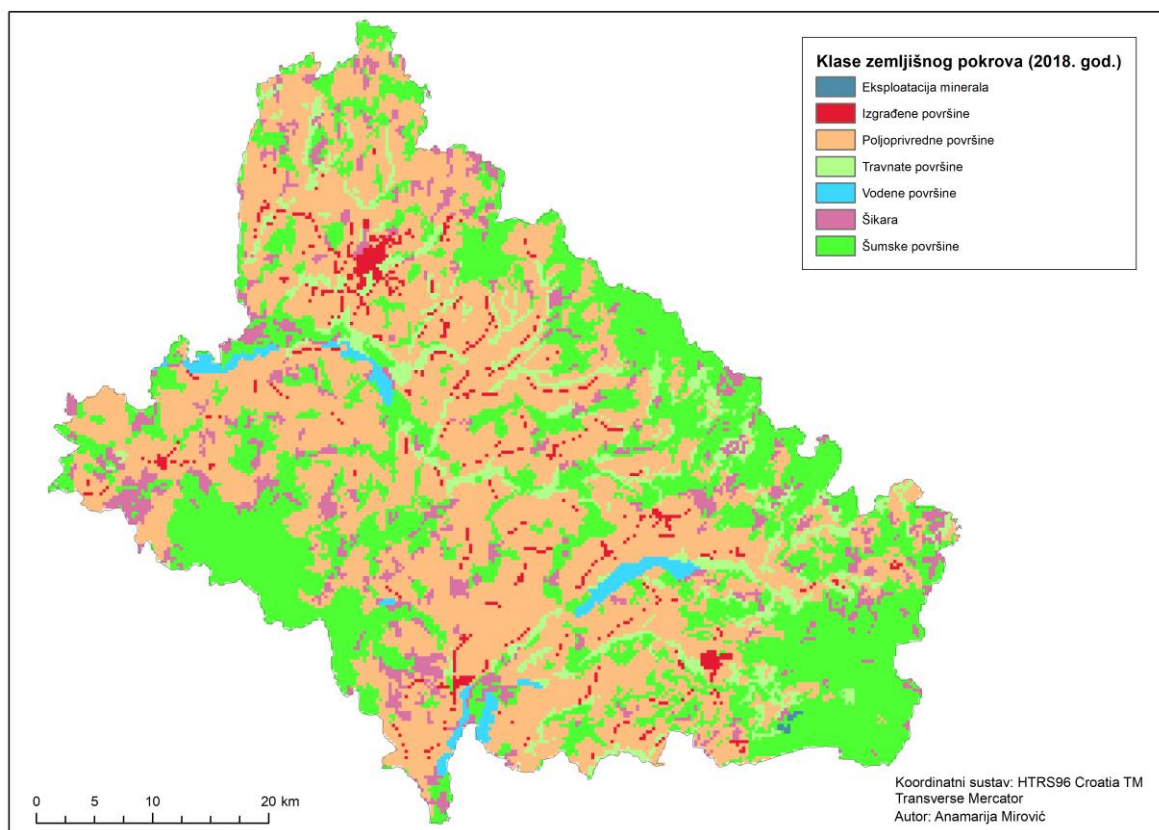 Klase zemljišnog pokrova (2018. god.)
Eksploatacija minerala
Izgrađene površine
Poljoprivredne površine
Travnate površine
Vodene površine
Šikara
Šumske površine
0 5 10 20 km
Koordinatni sustav: HTRS96 Croatia TM
Transverse Mercator
Autor: Anamarija Mirović